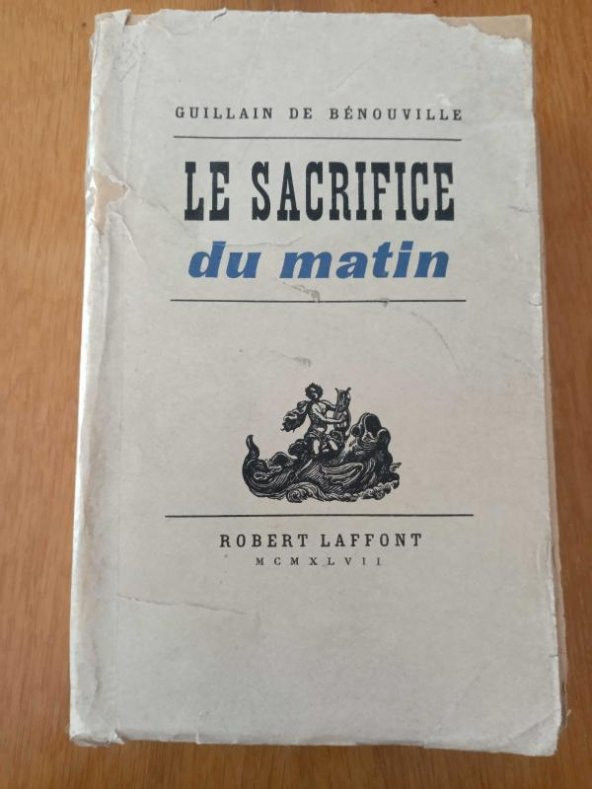 GUILLAIN DE BÉNOUVILLE
LE SACRIFICE
du matin
ROBERT LAFFONT
MCMXLVII